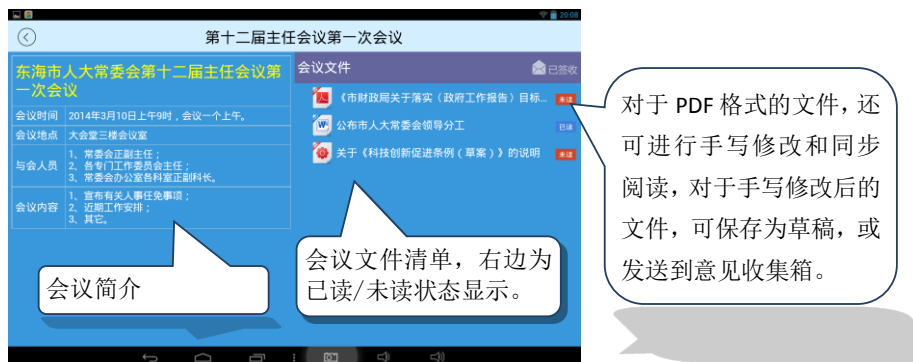 20:08
第十二届主任会议第一次会议
东海市人大常委会第十二届主任会议第
一次会议
会议时间 2014年3月10日上午9时，会议一个上午。
会议地点 大会堂三楼会议室
与会人员
1、常委会正副主任；
2、各专门工作委员会主任；
3、常委会办公室各科室正副科长。
会议内容
1、宣布有关人事任免事项；
2、近期工作安排；
3、其它。
会议简介
会议文件 已签收
《市财政局关于落实（政府工作报告）目标... 未读
公布市人大常委会领导分工 已读
关于《科技创新促进条例（草案）》的说明 未读
会议文件清单，右边为
已读/未读状态显示。
对于 PDF 格式的文件，还
可进行手写修改和同步
阅读，对于手写修改后的
文件，可保存为草稿，或
发送到意见收集箱。